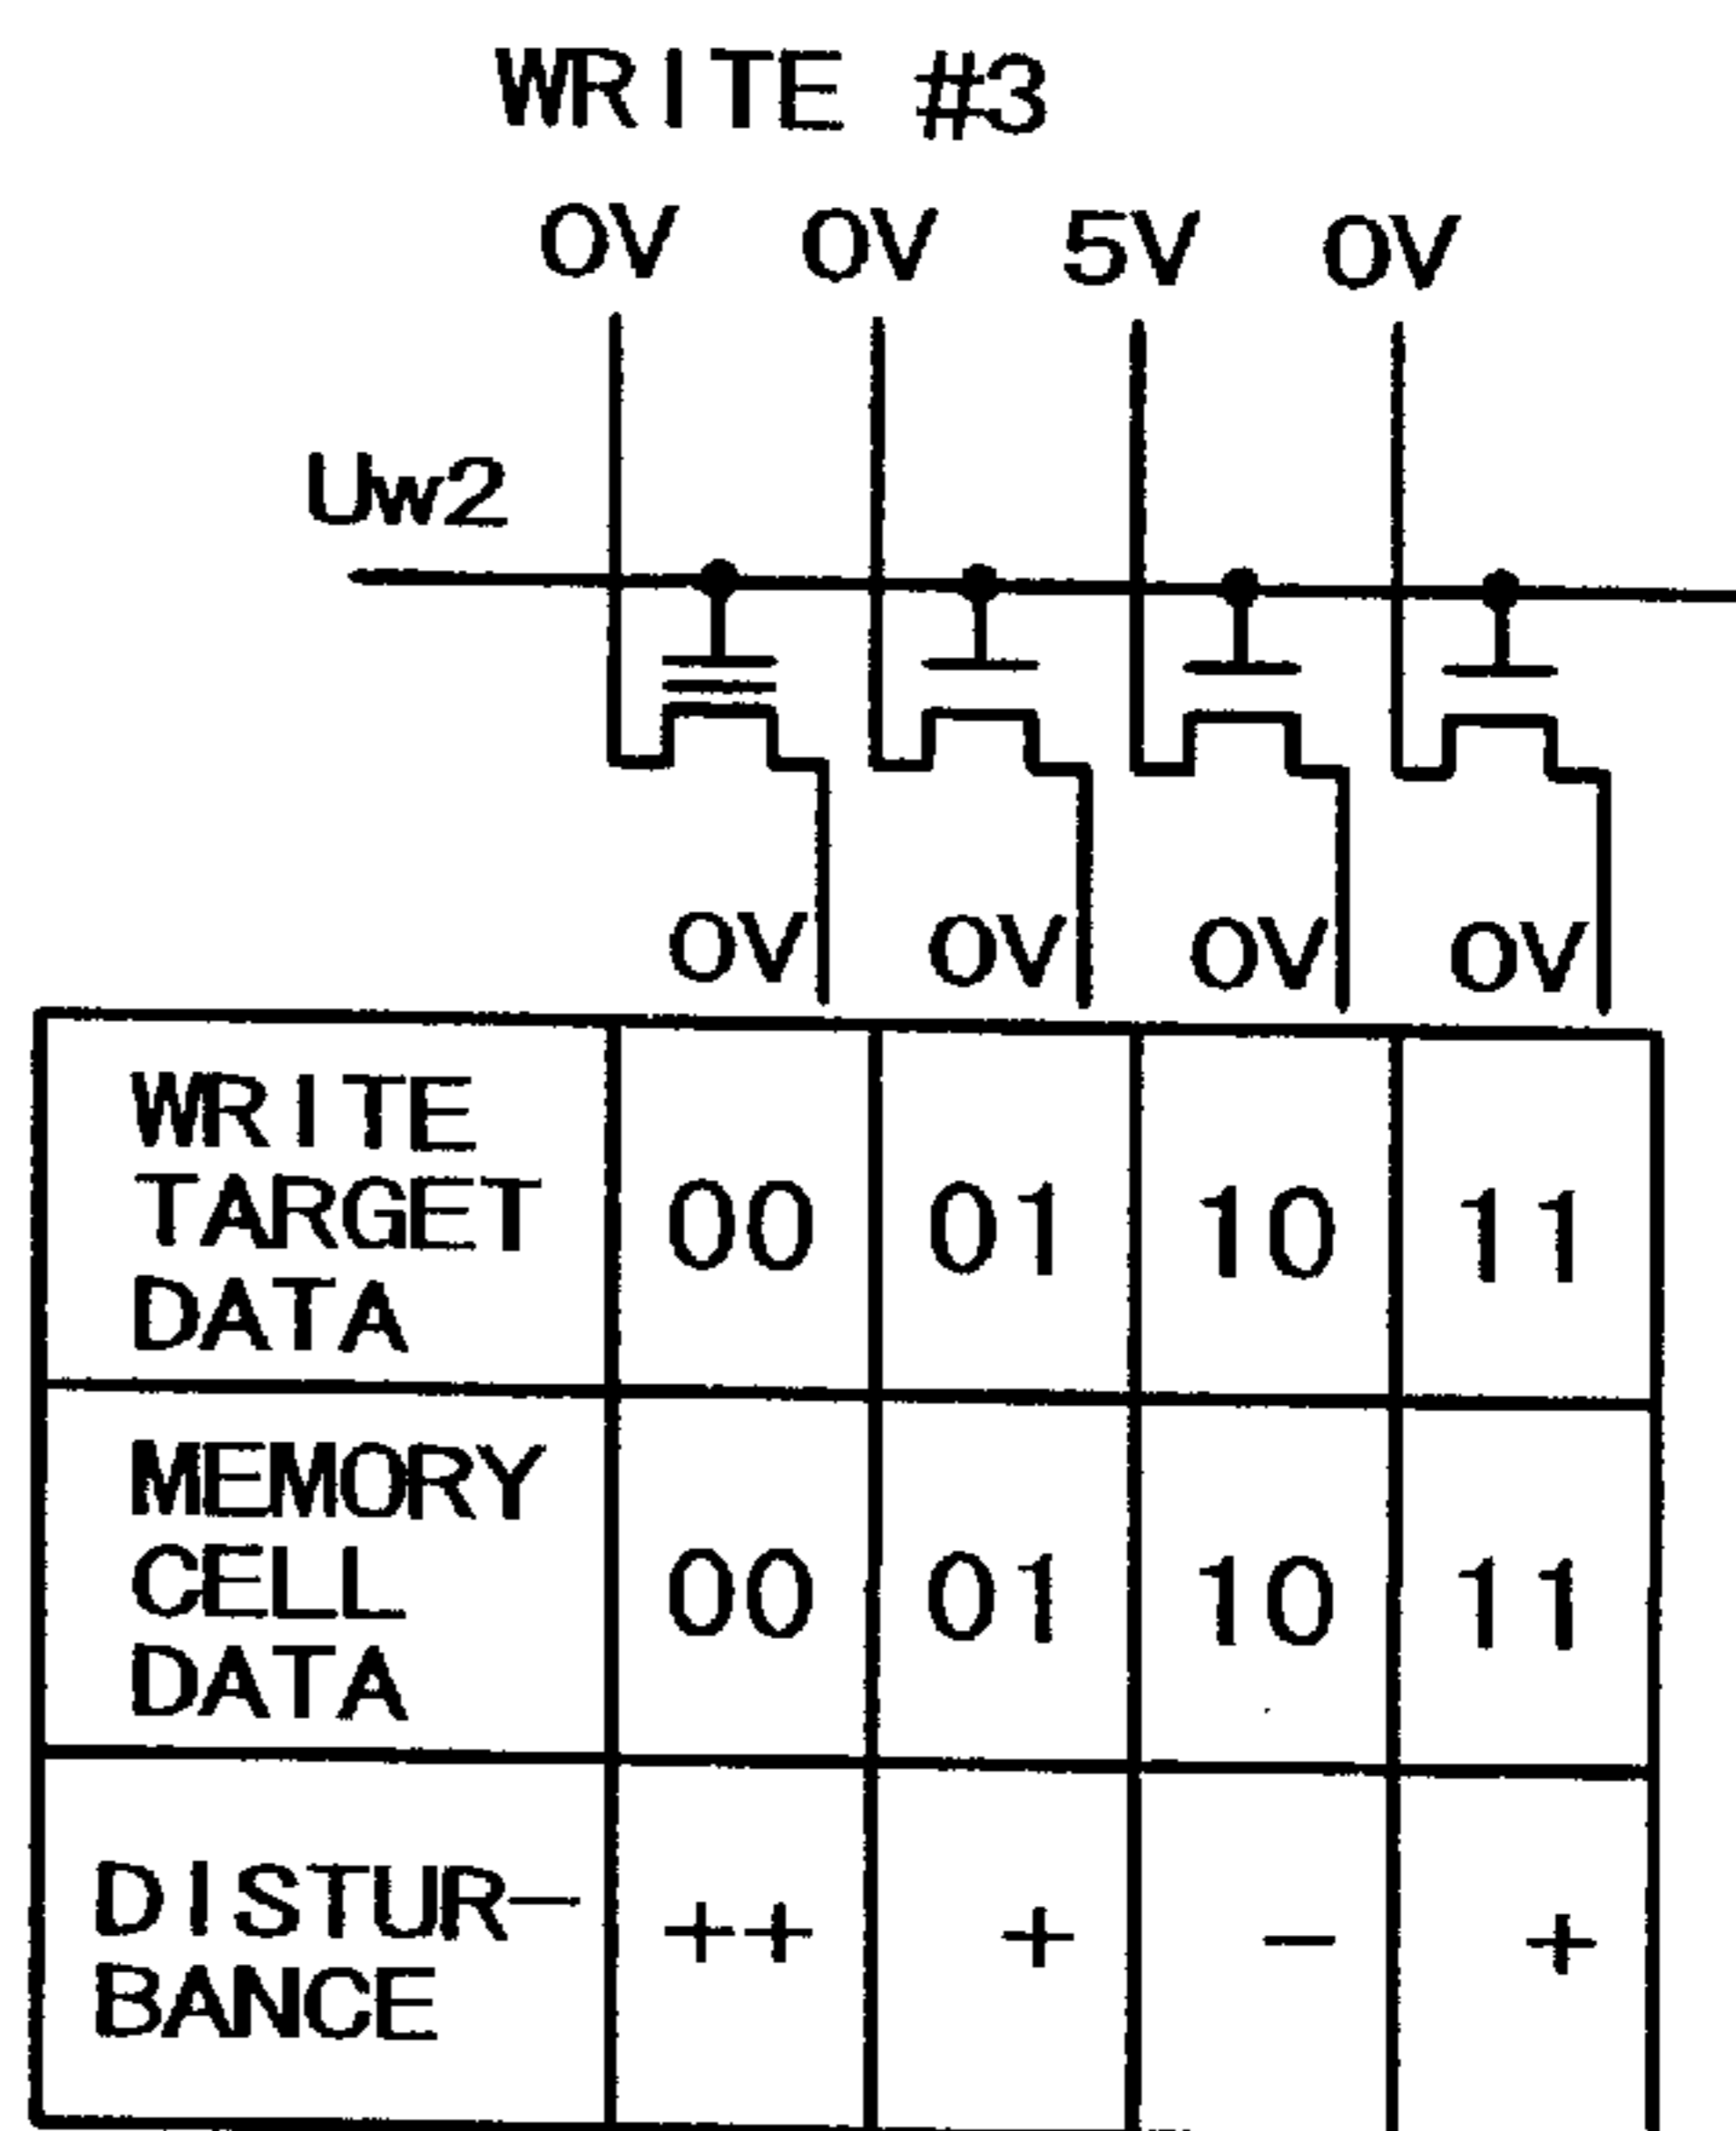 WRITE #3
0V 0V 5V 0V
Uw2
0V 0V 0V 0V
WRITE
TARGET
DATA
00 01 10 11
MEMORY
CELL
DATA
00 01 10 11
DISTUR-
BANCE
++ + − +